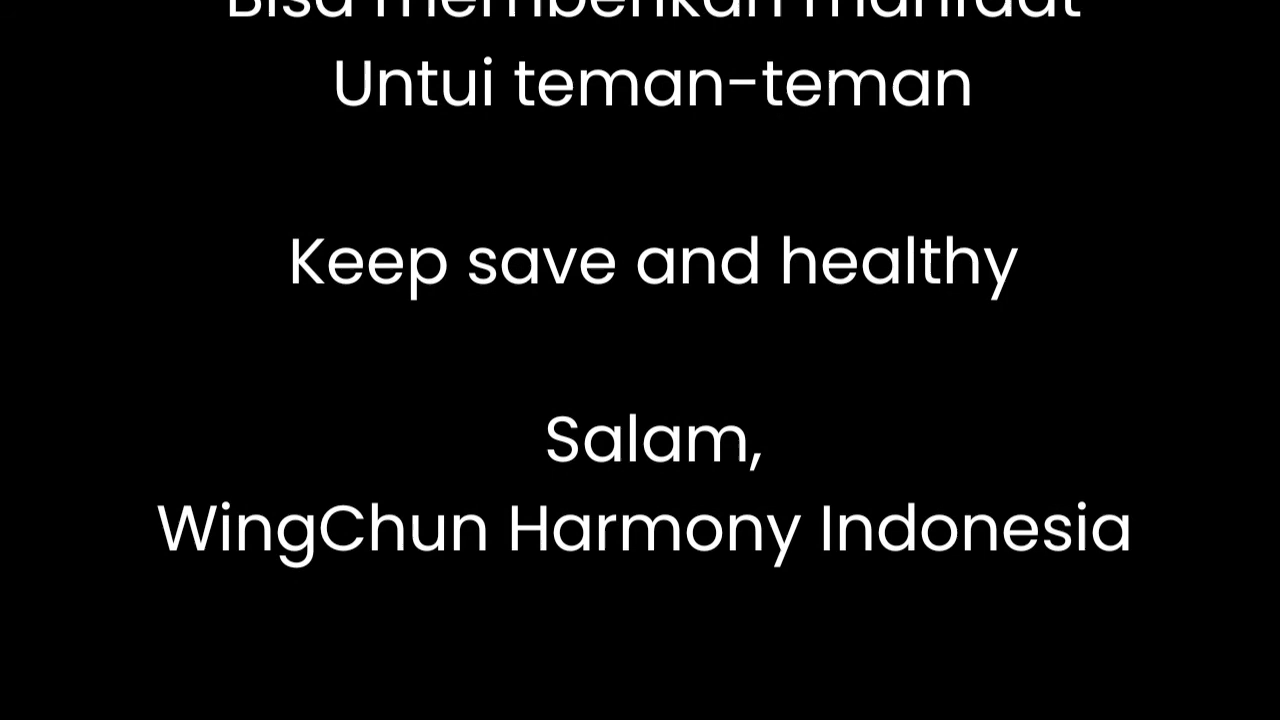 Bisa memberikan manfaat
Untui teman-teman
Keep save and healthy
Salam,
WingChun Harmony Indonesia